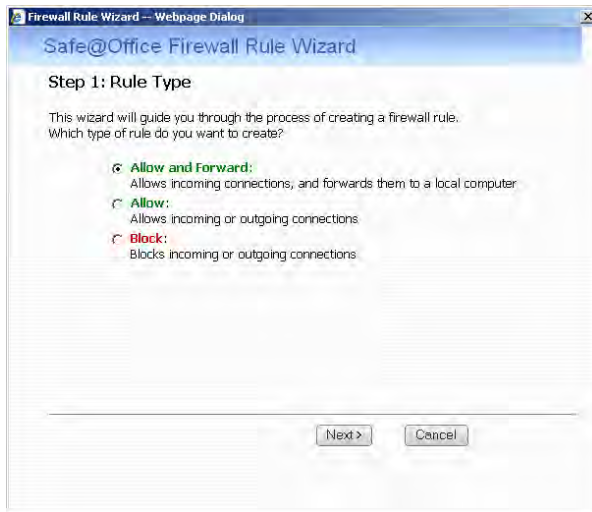 Firewall Rule Wizard -- Webpage Dialog
Safe@Office Firewall Rule Wizard
Step 1: Rule Type
This wizard will guide you through the process of creating a firewall rule.
Which type of rule do you want to create?
Allow and Forward:
Allows incoming connections, and forwards them to a local computer
Allow:
Allows incoming or outgoing connections
Block:
Blocks incoming or outgoing connections
Next > Cancel